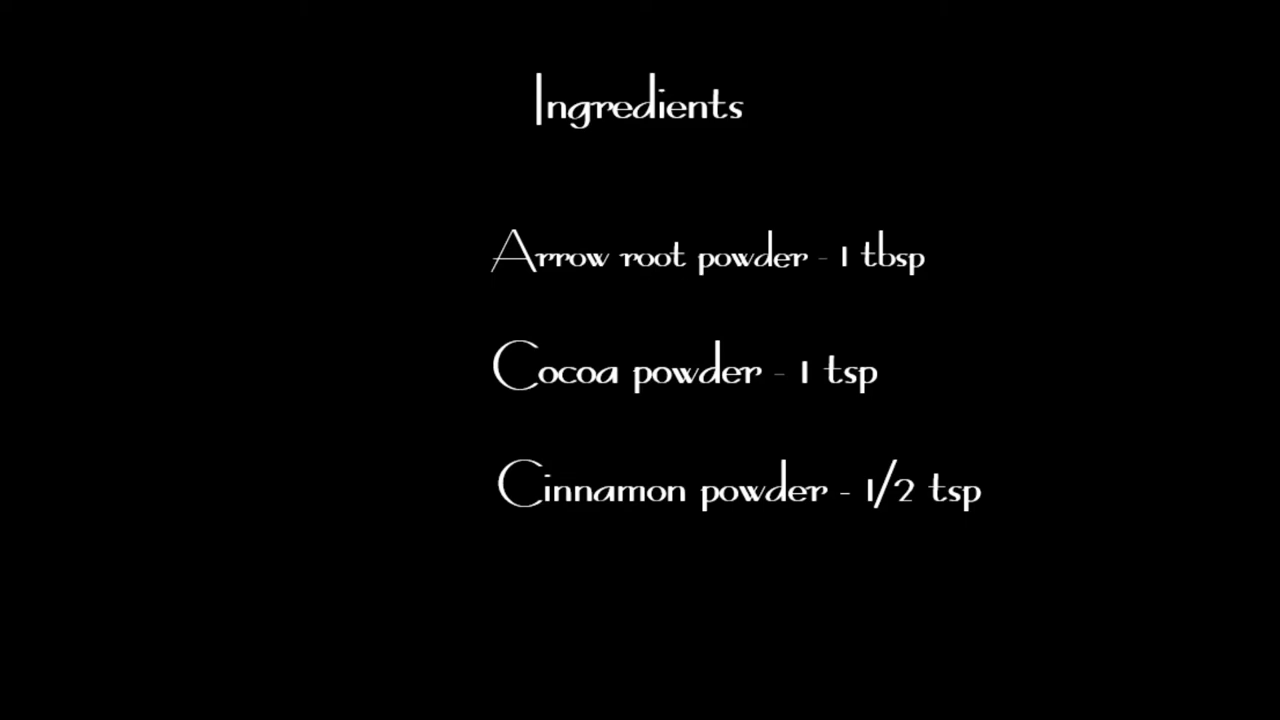 Ingredients
Arrow root powder - 1 tbsp
Cocoa powder - 1 tsp
Cinnamon powder - 1/2 tsp